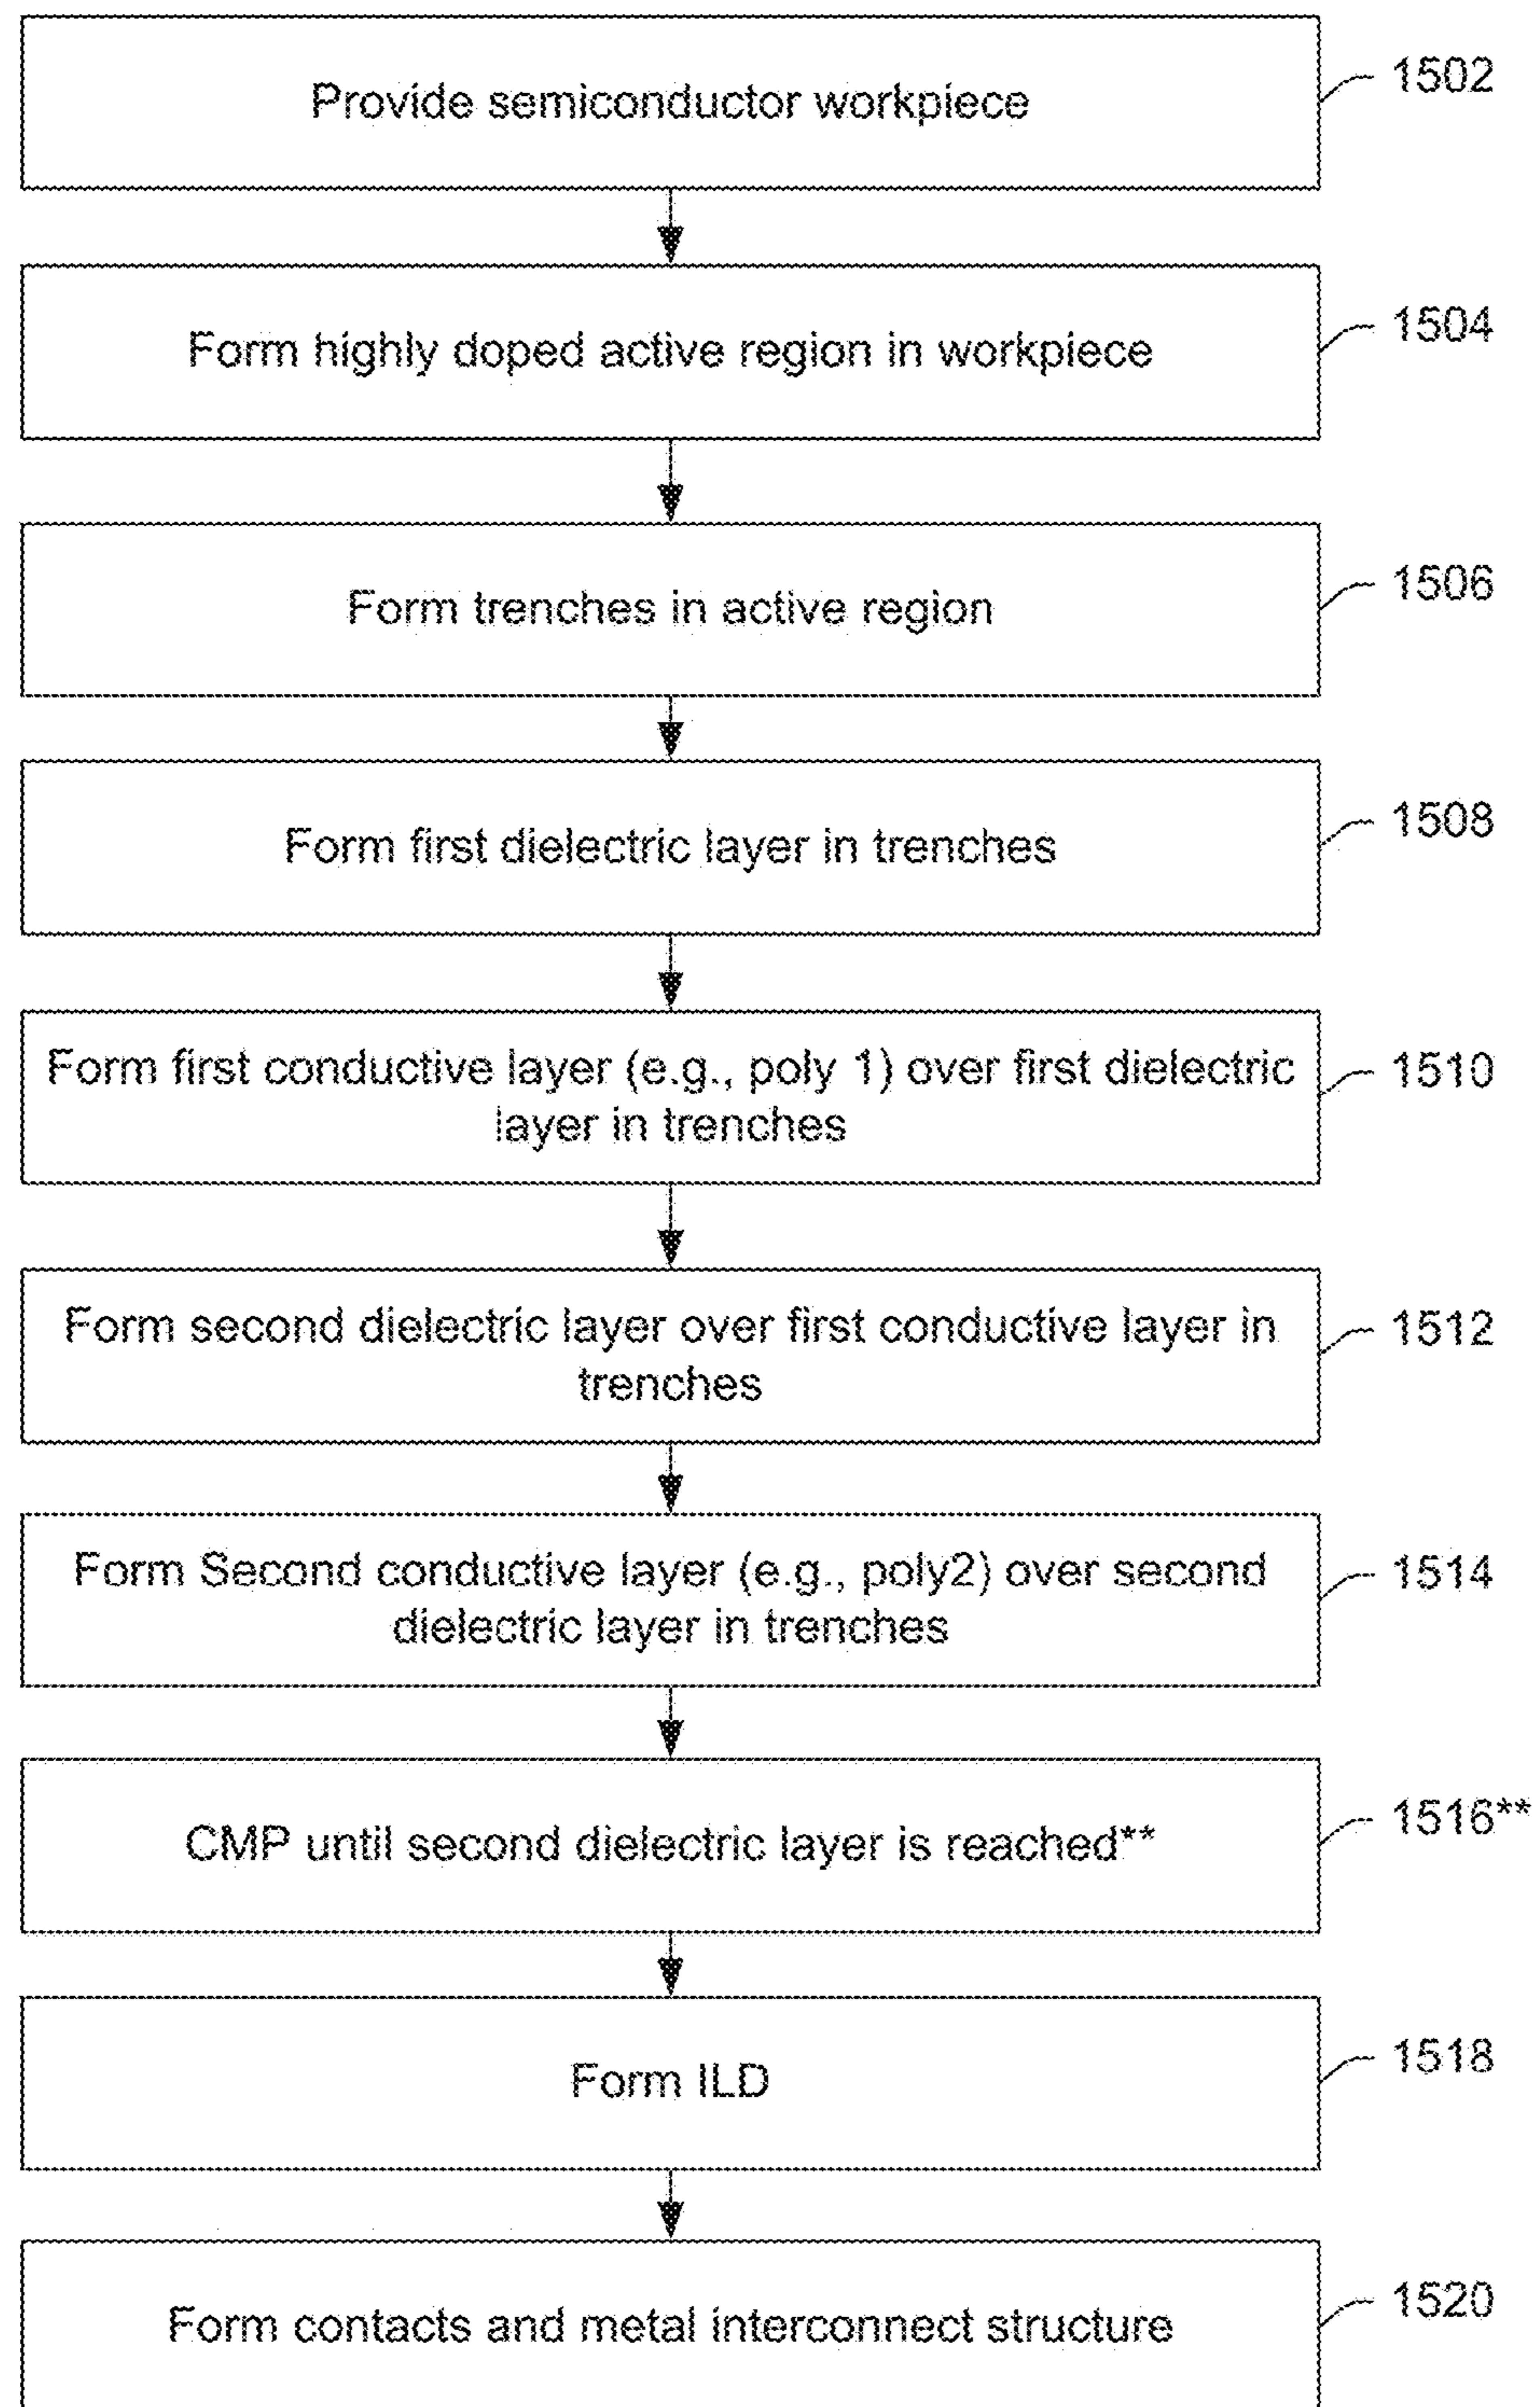 Provide semiconductor workpiece
1502
Form highly doped active region in workpiece
1504
Form trenches in active region
1506
Form first dielectric layer in trenches
1508
Form first conductive layer (e.g., poly 1) over first dielectric
layer in trenches
1510
Form second dielectric layer over first conductive layer in
trenches
1512
Form Second conductive layer (e.g., poly2) over second
dielectric layer in trenches
1514
CMP until second dielectric layer is reached**
1516**
Form ILD
1518
Form contacts and metal interconnect structure
1520